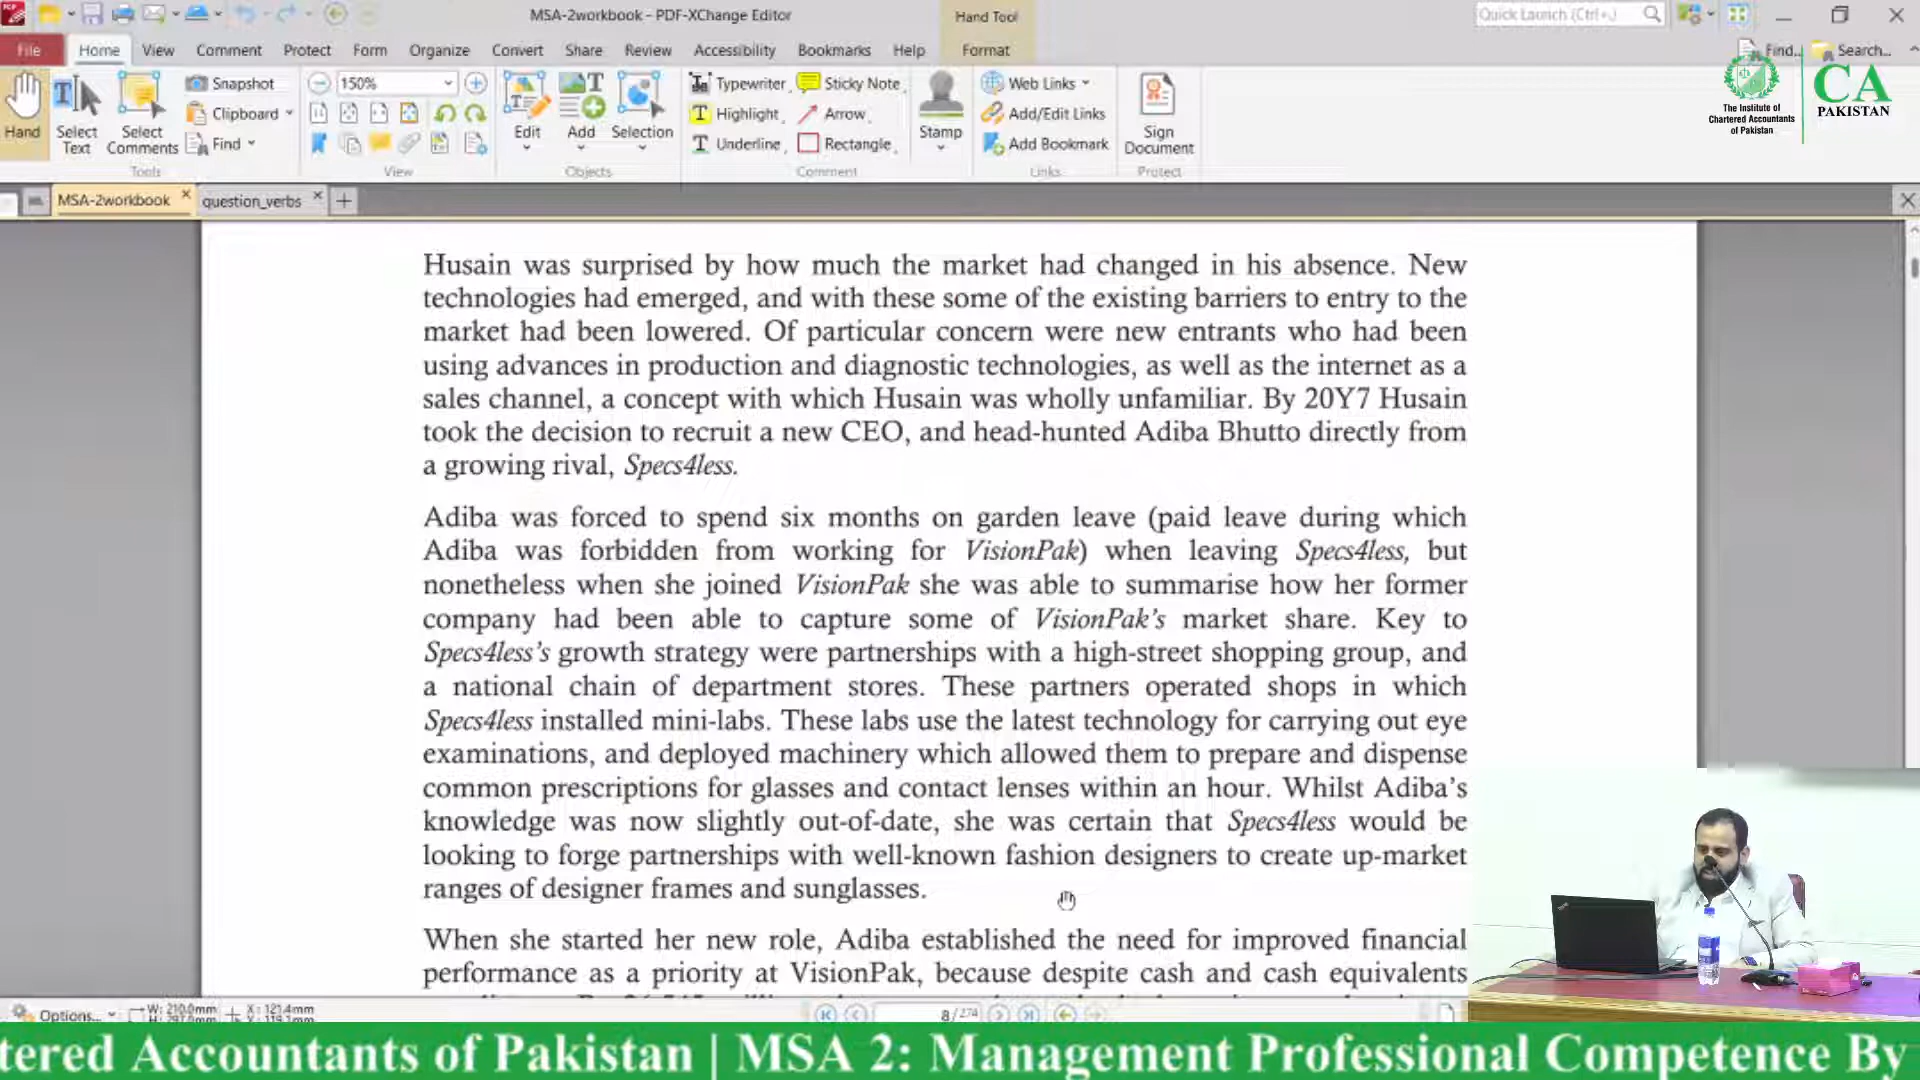 MSA-2workbook - PDF-XChange Editor
Hand Tool
Quick Launch (Ctrl+.)
File Home View Comment Protect Form Organize Convert Share Review Accessibility Bookmarks Help Format
Find... Search...
Hand
Select Text
Select Comments
Snapshot
Clipboard
Find
Tools
150%
View
Edit
Add
Selection
Objects
Typewriter Sticky Note
Highlight Arrow
Underline Rectangle
Stamp
Comment
Web Links
Add/Edit Links
Add Bookmark
Links
Sign Document
Protect
The Institute of
Chartered Accountants
of Pakistan
CA
PAKISTAN
MSA-2workbook question_verbs
Husain was surprised by how much the market had changed in his absence. New
technologies had emerged, and with these some of the existing barriers to entry to the
market had been lowered. Of particular concern were new entrants who had been
using advances in production and diagnostic technologies, as well as the internet as a
sales channel, a concept with which Husain was wholly unfamiliar. By 20Y7 Husain
took the decision to recruit a new CEO, and head-hunted Adiba Bhutto directly from
a growing rival, Specs4less.
Adiba was forced to spend six months on garden leave (paid leave during which
Adiba was forbidden from working for VisionPak) when leaving Specs4less, but
nonetheless when she joined VisionPak she was able to summarise how her former
company had been able to capture some of VisionPak's market share. Key to
Specs4less's growth strategy were partnerships with a high-street shopping group, and
a national chain of department stores. These partners operated shops in which
Specs4less installed mini-labs. These labs use the latest technology for carrying out eye
examinations, and deployed machinery which allowed them to prepare and dispense
common prescriptions for glasses and contact lenses within an hour. Whilst Adiba's
knowledge was now slightly out-of-date, she was certain that Specs4less would be
looking to forge partnerships with well-known fashion designers to create up-market
ranges of designer frames and sunglasses.
When she started her new role, Adiba established the need for improved financial
performance as a priority at VisionPak, because despite cash and cash equivalents
Options...
W: 210.0mm
X: 121.4mm
8 / 274
tered Accountants of Pakistan | MSA 2: Management Professional Competence By